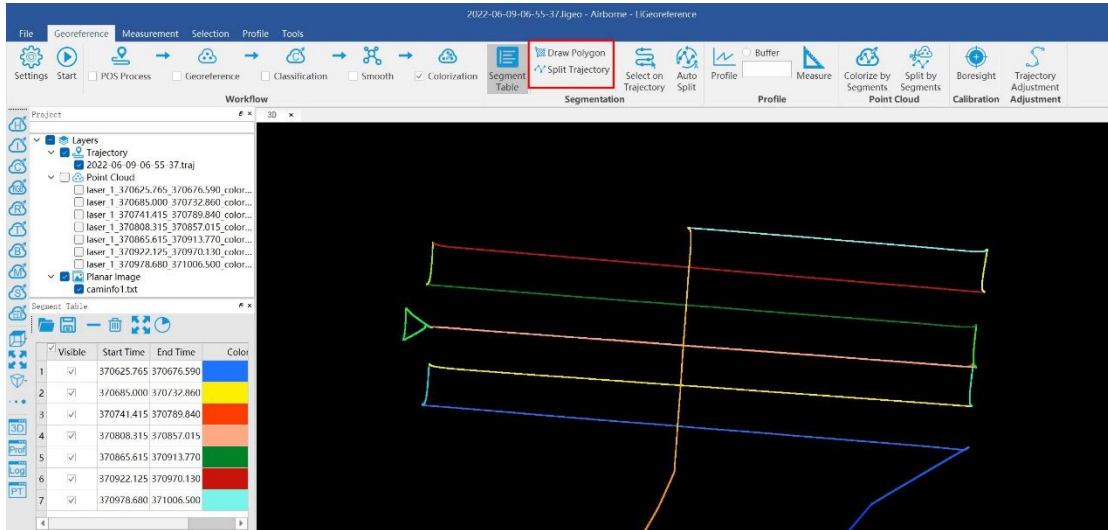 2022-06-09-06-55-37.ligeo - Airborne - LiGeoreference
File Georeference Measurement Selection Profile Tools
Settings Start POS Process Georeference Classification Smooth Colorization
Segment Table
Draw Polygon
Split Trajectory
Select on Trajectory
Auto Split
Profile
Buffer
Measure
Colorize by Segments
Split by Segments
Boresight
Trajectory Adjustment
Workflow Segmentation Profile Point Cloud Calibration Adjustment
Project
3D
Layers
Trajectory
2022-06-09-06-55-37.traj
Point Cloud
laser_1_370625.765_370676.590_color...
laser_1_370685.000_370732.860_color...
laser_1_370741.415_370789.840_color...
laser_1_370808.315_370857.015_color...
laser_1_370865.615_370913.770_color...
laser_1_370922.125_370970.130_color...
laser_1_370978.680_371006.500_color...
Planar Image
caminfo1.txt
Segment Table
Visible Start Time End Time Color
1 370625.765 370676.590
2 370685.000 370732.860
3 370741.415 370789.840
4 370808.315 370857.015
5 370865.615 370913.770
6 370922.125 370970.130
7 370978.680 371006.500
H
I
C
RGB
R
T
B
M
S
3D
Prof
Log
PT